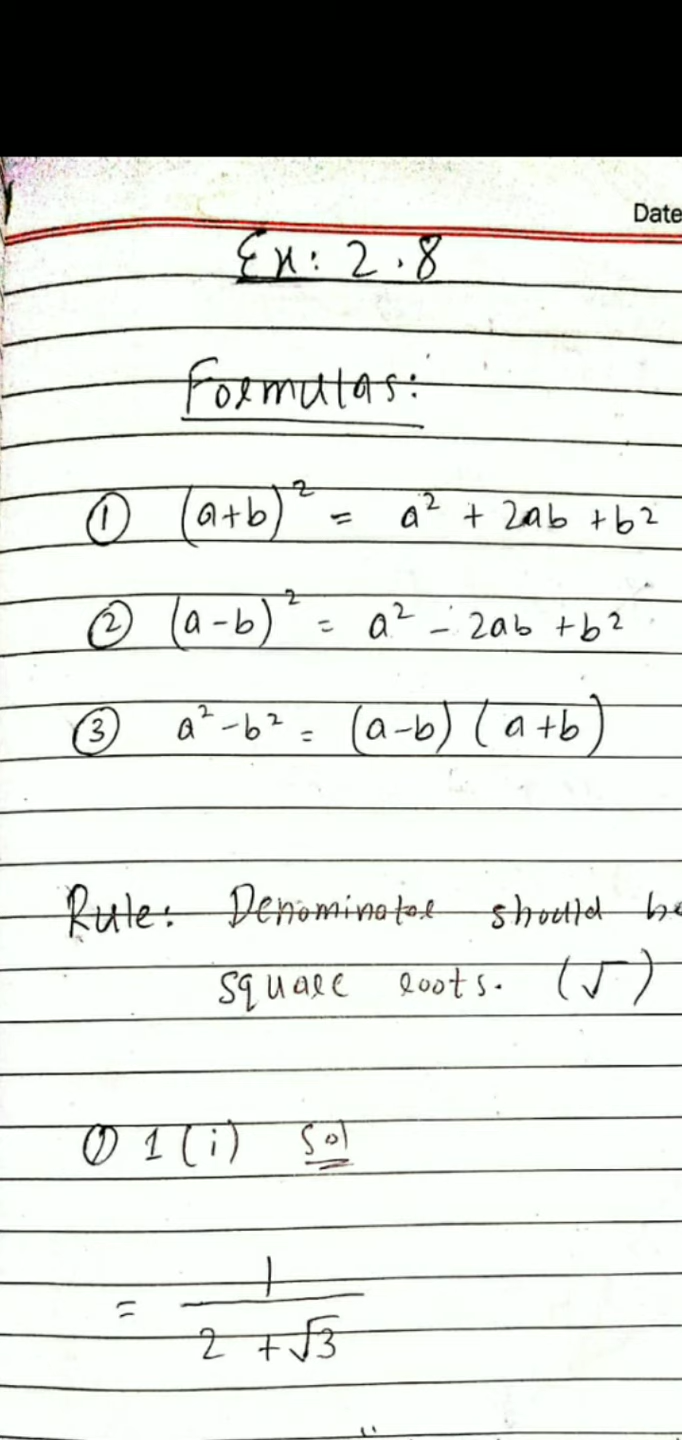 Date
Ex: 2.8
Formulas:
① (a+b)² = a² + 2ab + b²
② (a-b)² = a² - 2ab + b²
③ a² - b² = (a-b) (a+b)
Rule: Denominator should
square roots. (√)
① 1 (i) Sol
= 1
2 + √3